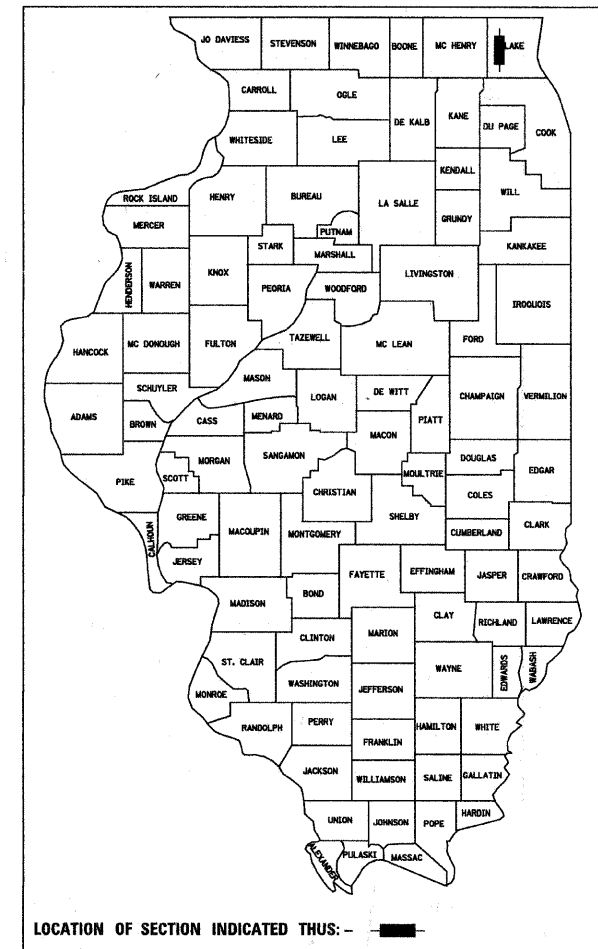 JO DAVIESS STEVENSON WINNEBAGO BOONE MC HENRY LAKE
CARROLL OGLE DE KALB KANE DU PAGE COOK
WHITESIDE LEE KENDALL WILL
ROCK ISLAND HENRY BUREAU LA SALLE GRUNDY
MERCER PUTNAM KANKAKEE
STARK MARSHALL LIVINGSTON
HENDERSON WARREN KNOX PEORIA WOODFORD IROQUOIS
HANCOCK MC DONOUGH FULTON TAZEWELL MC LEAN FORD
SCHUYLER MASON LOGAN DE WITT CHAMPAIGN VERMILION
ADAMS BROWN CASS MENARD MACON PIATT
PIKE SCOTT MORGAN SANGAMON MOULTRIE DOUGLAS EDGAR
CHRISTIAN COLES
CALHOUN GREENE MACOUPIN MONTGOMERY SHELBY CUMBERLAND CLARK
JERSEY FAYETTE EFFINGHAM JASPER CRAWFORD
MADISON BOND CLAY RICHLAND LAWRENCE
CLINTON MARION
ST. CLAIR WAYNE EDWARDS WABASH
MONROE WASHINGTON JEFFERSON
RANDOLPH PERRY HAMILTON WHITE
FRANKLIN
JACKSON WILLIAMSON SALINE GALLATIN
UNION JOHNSON POPE HARDIN
ALEXANDER PULASKI MASSAC
LOCATION OF SECTION INDICATED THUS: -